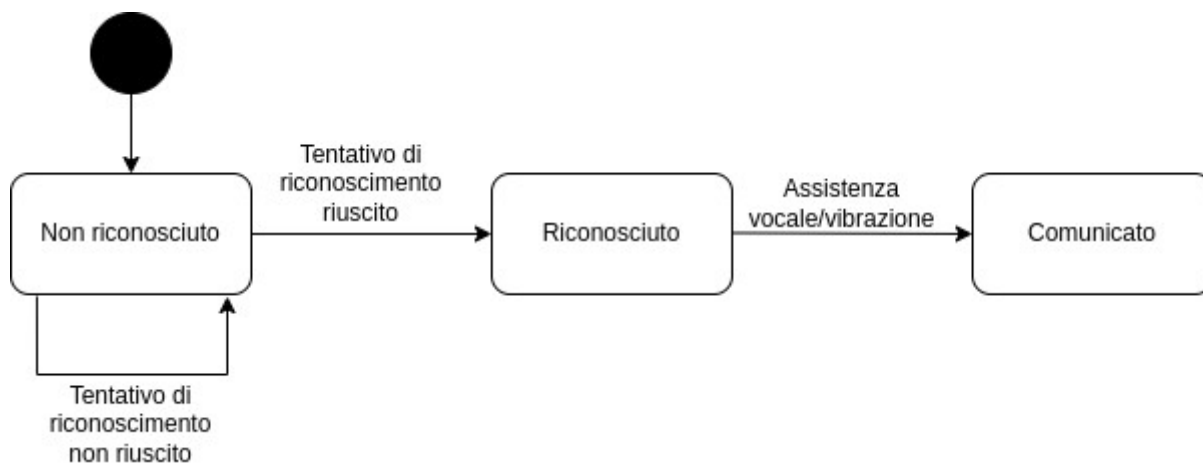 Tentativo di
riconoscimento
riuscito
Assistenza
vocale/vibrazione
Non riconosciuto
Riconosciuto
Comunicato
Tentativo di
riconoscimento
non riuscito